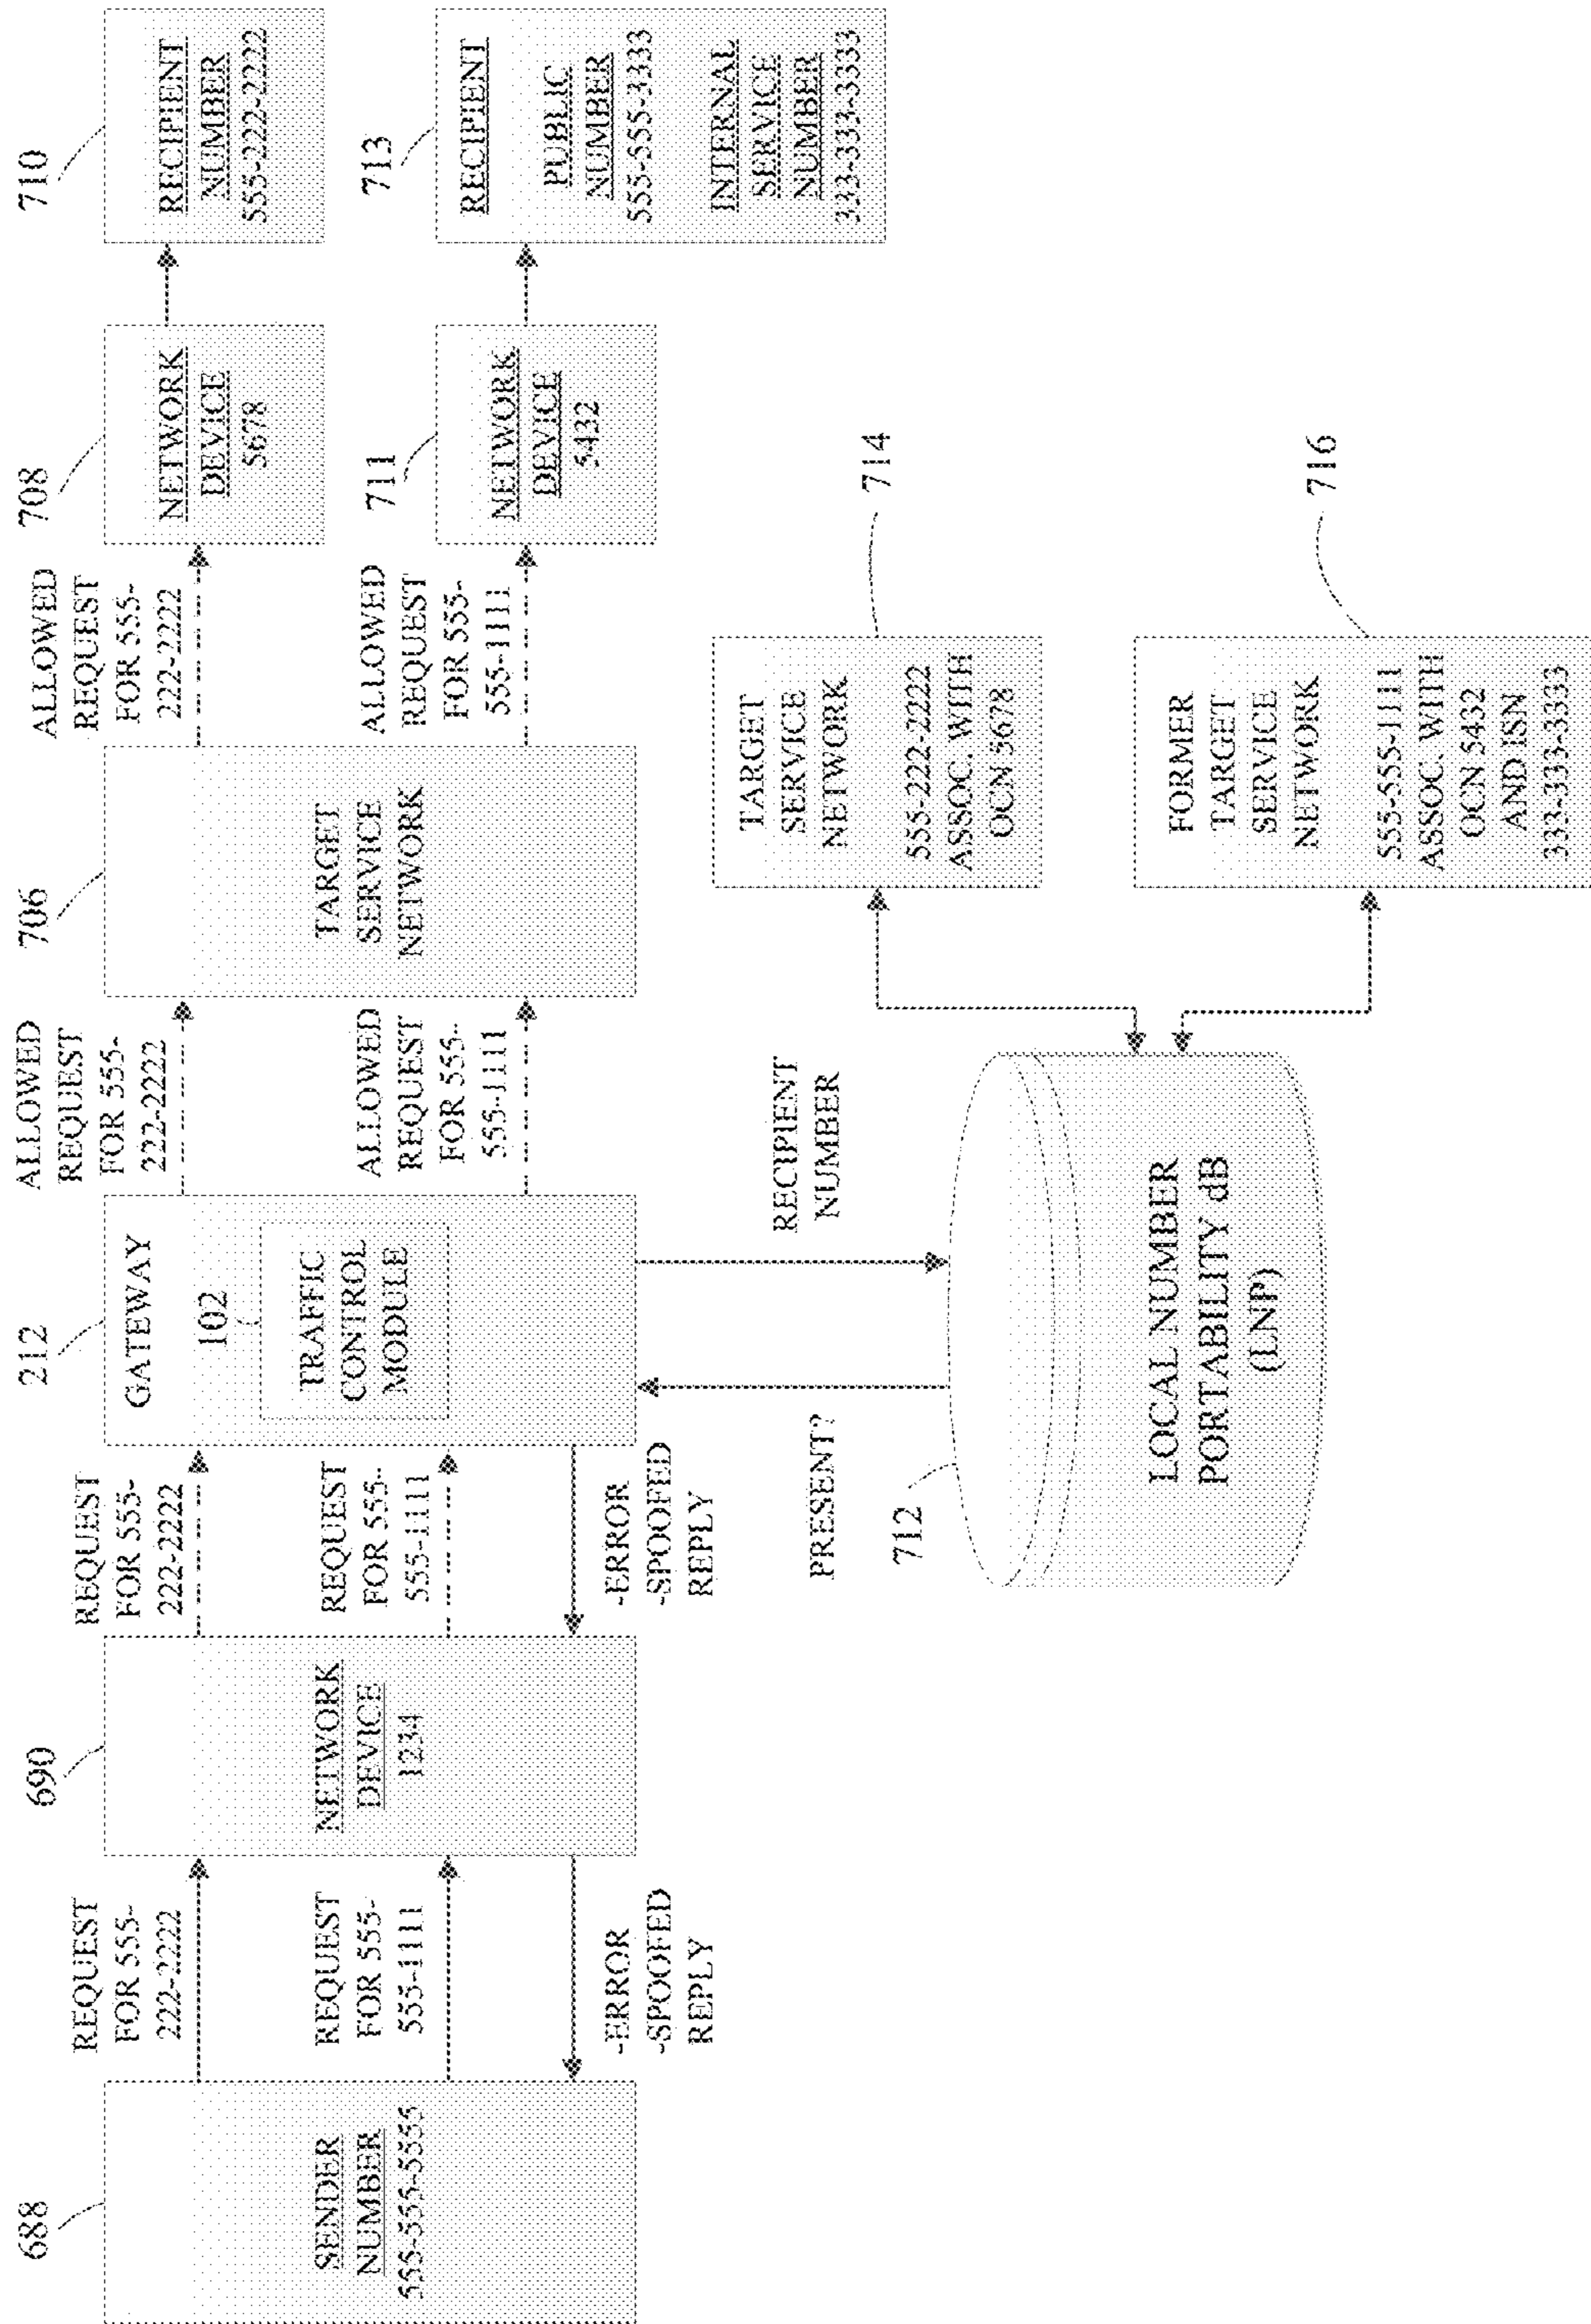 688
SENDER
NUMBER
555-555-5555
REQUEST
FOR 555-
222-2222
REQUEST
FOR 555-
555-1111
-ERROR
-SPOOFED
REPLY
690
NETWORK
DEVICE
1234
REQUEST
FOR 555-
222-2222
REQUEST
FOR 555-
555-1111
-ERROR
-SPOOFED
REPLY
212
GATEWAY
102
TRAFFIC
CONTROL
MODULE
ALLOWED
REQUEST
FOR 555-
222-2222
ALLOWED
REQUEST
FOR 555-
555-1111
706
TARGET
SERVICE
NETWORK
ALLOWED
REQUEST
FOR 555-
222-2222
ALLOWED
REQUEST
FOR 555-
555-1111
708
NETWORK
DEVICE
5678
710
RECIPIENT
NUMBER
555-222-2222
711
NETWORK
DEVICE
5432
713
RECIPIENT
PUBLIC
NUMBER
555-555-3333
INTERNAL
SERVICE
NUMBER
333-333-3333
PRESENT?
RECIPIENT
NUMBER
712
LOCAL NUMBER
PORTABILITY dB
(LNP)
TARGET
SERVICE
NETWORK
555-222-2222
ASSOC. WITH
OCN 5678
714
FORMER
TARGET
SERVICE
NETWORK
555-555-1111
ASSOC. WITH
OCN 5432
AND ISN
333-333-3333
716